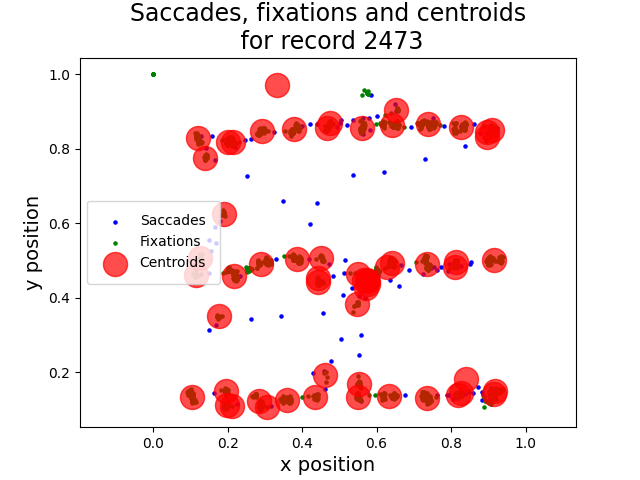 Saccades, fixations and centroids
for record 2473
1.0
0.8
0.6
0.4
0.2
y position
Saccades
Fixations
Centroids
0.0
0.2
0.4
0.6
0.8
1.0
x position